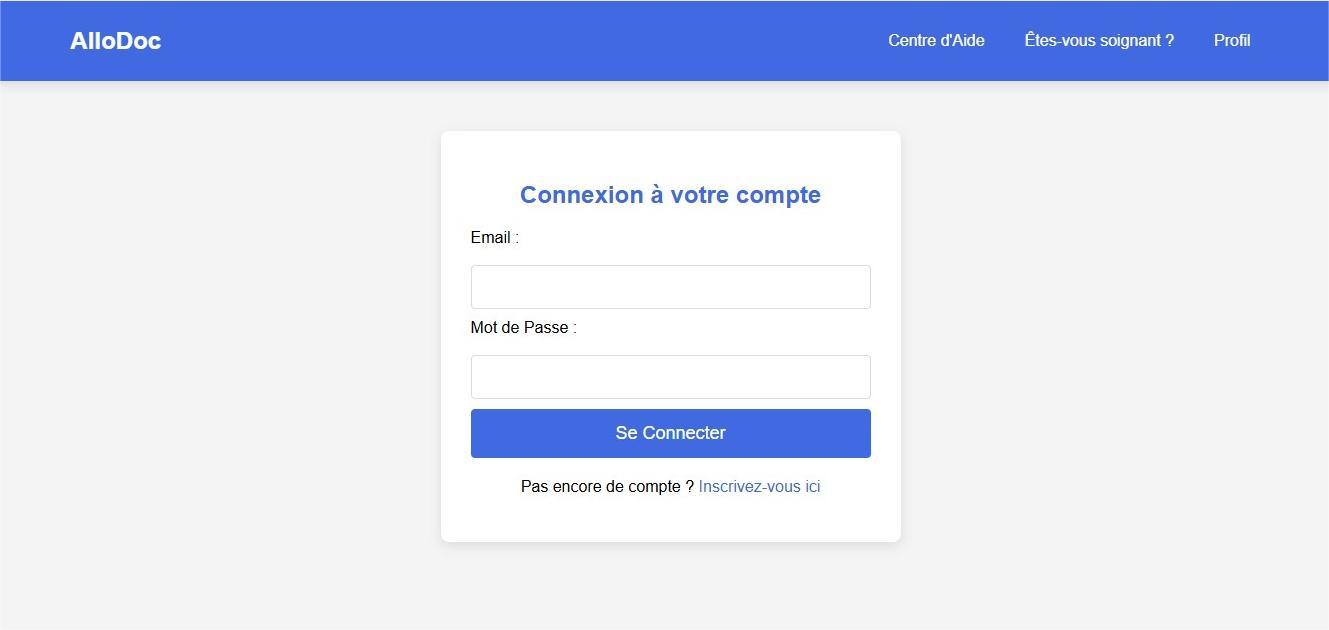 AlloDoc
Centre d'Aide
Êtes-vous soignant ?
Profil
Connexion à votre compte
Email :
Mot de Passe :
Se Connecter
Pas encore de compte ? Inscrivez-vous ici